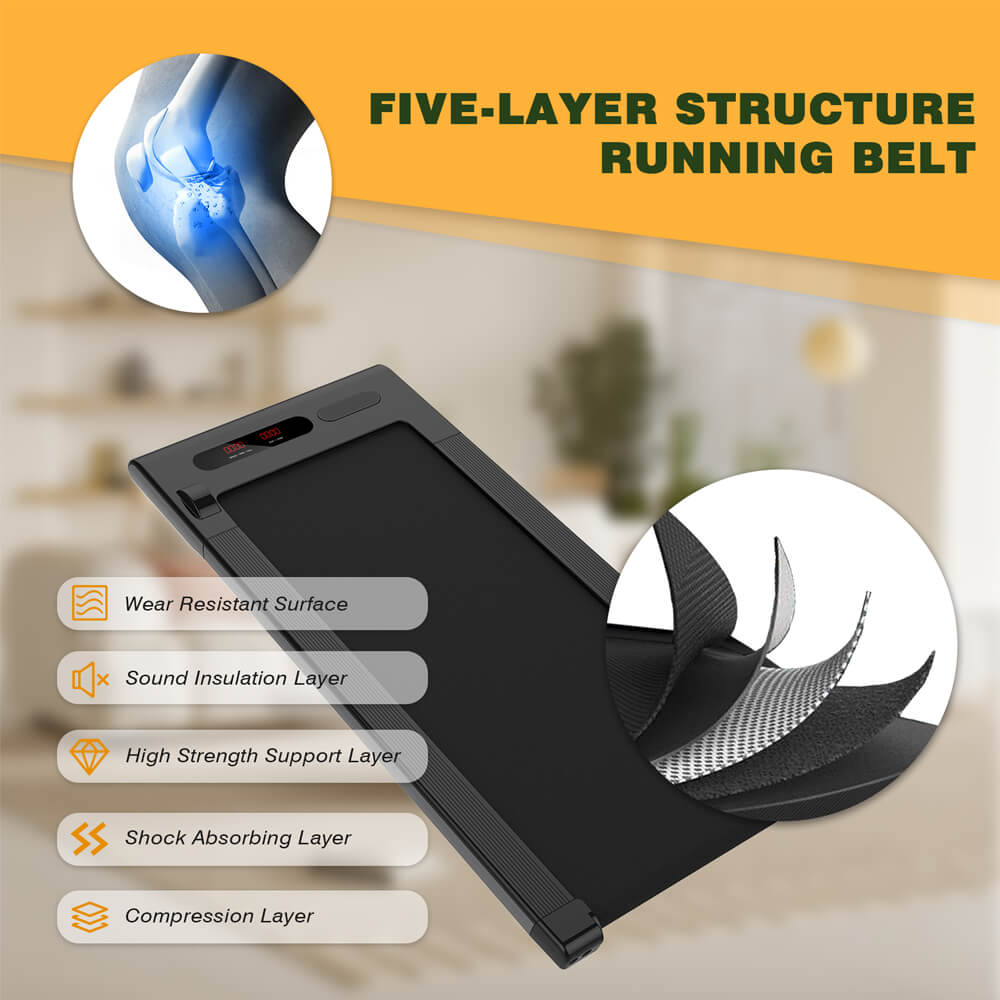 FIVE-LAYER STRUCTURE
RUNNING BELT
Wear Resistant Surface
Sound Insulation Layer
High Strength Support Layer
Shock Absorbing Layer
Compression Layer